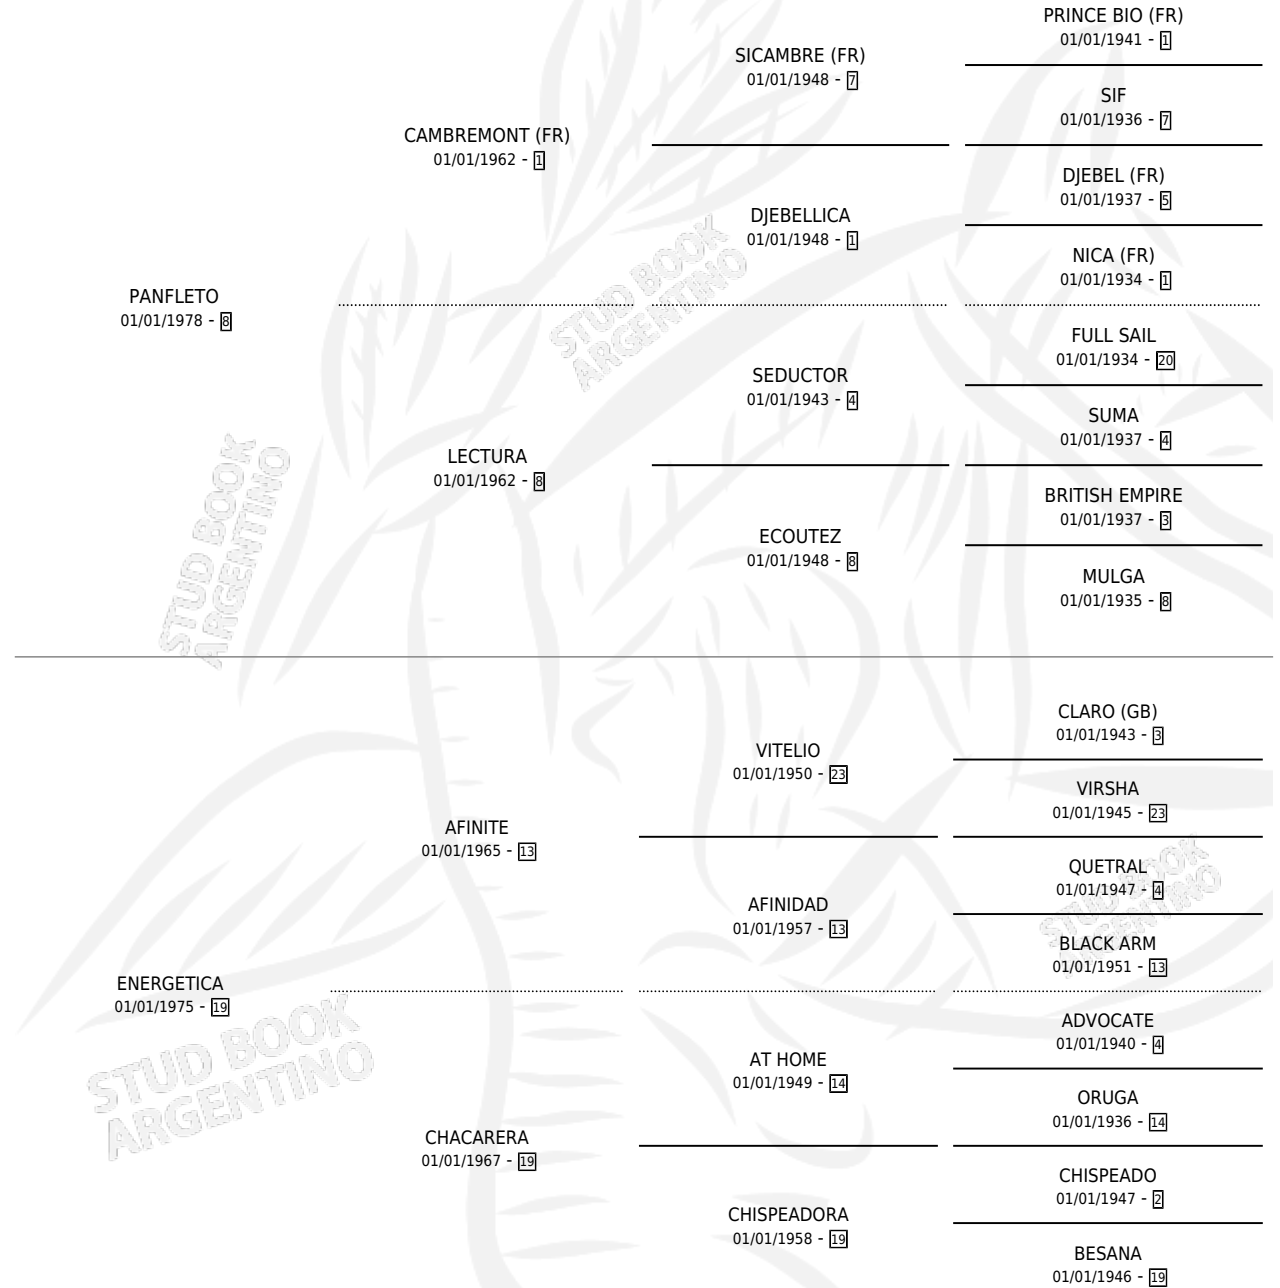 PRINCE BIO (FR)
01/01/1941 - 1
SICAMBRE (FR)
01/01/1948 - 7
SIF
01/01/1936 - 7
CAMBREMONT (FR)
01/01/1962 - 1
DJEBEL (FR)
01/01/1937 - 5
DJEBELLICA
01/01/1948 - 1
NICA (FR)
01/01/1934 - 1
PANFLETO
01/01/1978 - 8
FULL SAIL
01/01/1934 - 20
SEDUCTOR
01/01/1943 - 4
SUMA
01/01/1937 - 4
LECTURA
01/01/1962 - 8
BRITISH EMPIRE
01/01/1937 - 3
ECOUTEZ
01/01/1948 - 8
MULGA
01/01/1935 - 8
CLARO (GB)
01/01/1943 - 3
VITELIO
01/01/1950 - 23
VIRSHA
01/01/1945 - 23
AFINITE
01/01/1965 - 13
QUETRAL
01/01/1947 - 4
AFINIDAD
01/01/1957 - 13
BLACK ARM
01/01/1951 - 13
ENERGETICA
01/01/1975 - 19
ADVOCATE
01/01/1940 - 4
AT HOME
01/01/1949 - 14
ORUGA
01/01/1936 - 14
CHACARERA
01/01/1967 - 19
CHISPEADO
01/01/1947 - 2
CHISPEADORA
01/01/1958 - 19
BESANA
01/01/1946 - 19
STUD BOOK
ARGENTINO
STUD BOOK
ARGENTINO
STUD BOOK
ARGENTINO
STUD BOOK
ARGENTINO